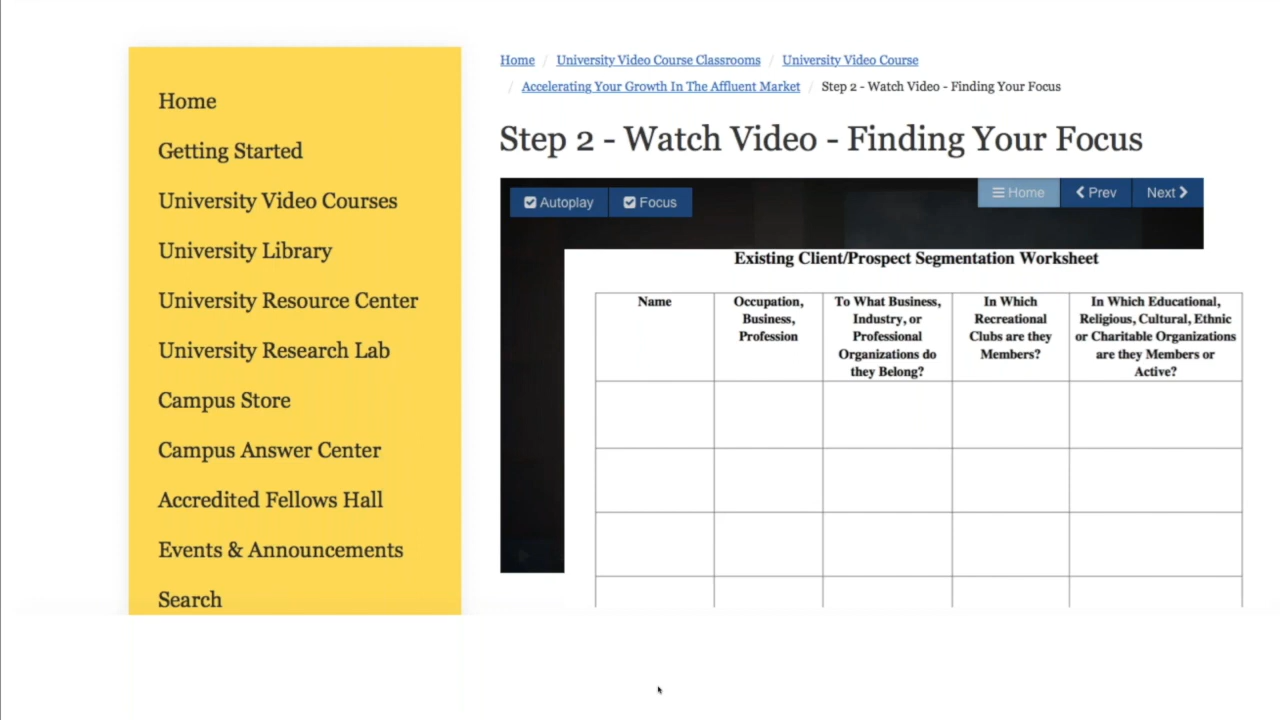 Home
Getting Started
University Video Courses
University Library
University Resource Center
University Research Lab
Campus Store
Campus Answer Center
Accredited Fellows Hall
Events & Announcements
Search
Home / University Video Course Classrooms / University Video Course
/ Accelerating Your Growth In The Affluent Market / Step 2 - Watch Video - Finding Your Focus
Step 2 - Watch Video - Finding Your Focus
Autoplay Focus Home Prev Next
Existing Client/Prospect Segmentation Worksheet
Name
Occupation,
Business,
Profession
To What Business,
Industry, or
Professional
Organizations do
they Belong?
In Which
Recreational
Clubs are they
Members?
In Which Educational,
Religious, Cultural, Ethnic
or Charitable Organizations
are they Members or
Active?